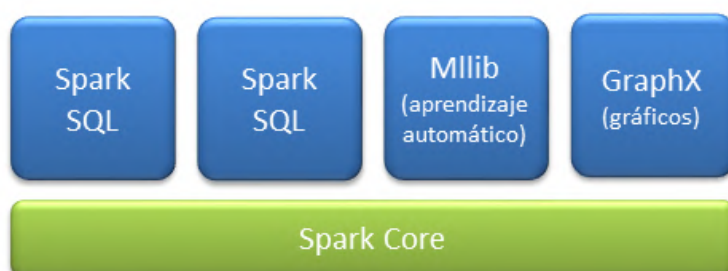 Spark
SQL
Spark
SQL
Mllib
(aprendizaje
automático)
GraphX
(gráficos)
Spark Core